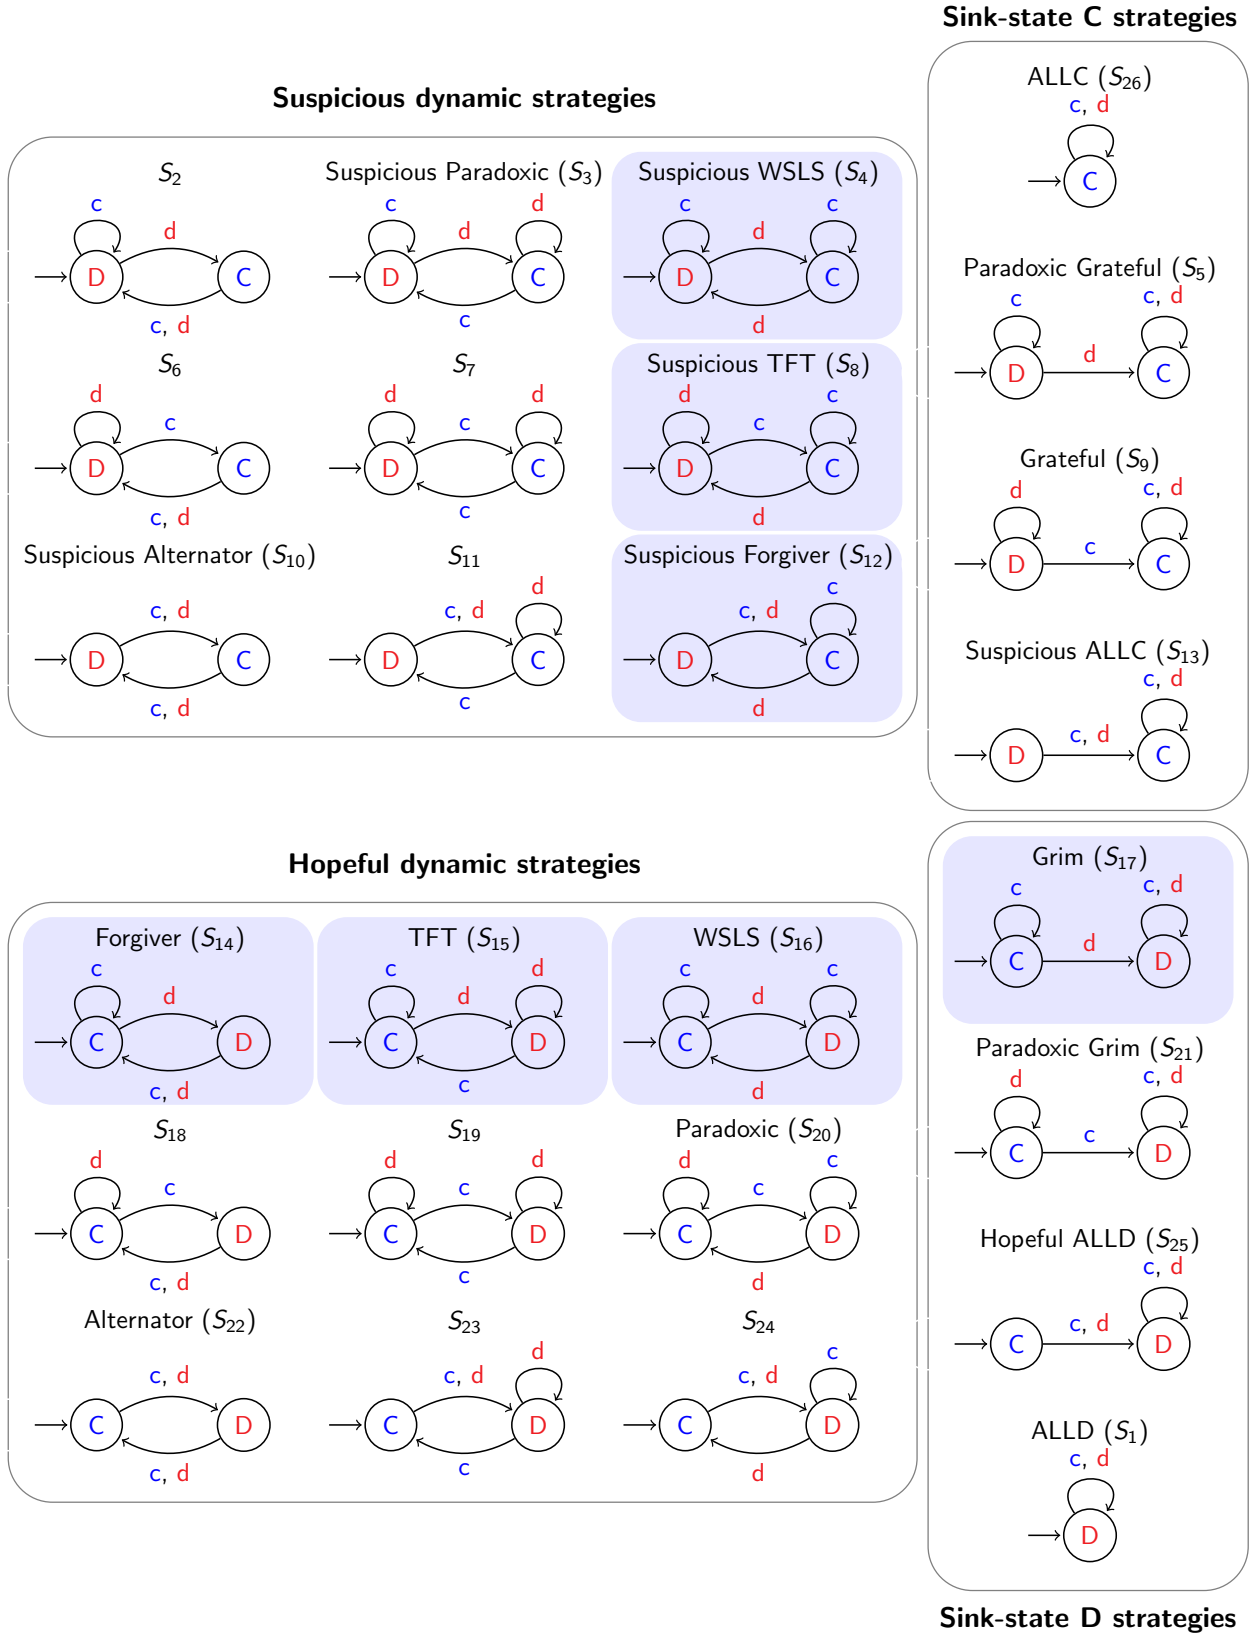 Sink-state C strategies
Suspicious dynamic strategies
S2
Suspicious Paradoxic (S3)
Suspicious WSLS (S4)
c
d
D
C
c, d
c
d
d
D
C
c
c
d
c
D
C
d
S6
S7
Suspicious TFT (S8)
d
c
D
C
c, d
d
c
d
D
C
c
d
c
c
D
C
d
Suspicious Alternator (S10)
S11
Suspicious Forgiver (S12)
c, d
D
C
c, d
c, d
d
D
C
c
c, d
c
D
C
d
ALLC (S26)
c, d
C
Paradoxic Grateful (S5)
c
c, d
d
D
C
Grateful (S9)
d
c, d
c
D
C
Suspicious ALLC (S13)
c, d
c, d
D
C
Hopeful dynamic strategies
Forgiver (S14)
TFT (S15)
WSLS (S16)
c
d
C
D
c, d
c
d
d
C
D
c
c
d
c
C
D
d
S18
S19
Paradoxic (S20)
d
c
C
D
c, d
d
c
d
C
D
c
d
c
c
C
D
d
Alternator (S22)
S23
S24
c, d
C
D
c, d
c, d
d
C
D
c
c, d
c
C
D
d
Grim (S17)
c
c, d
d
C
D
Paradoxic Grim (S21)
d
c, d
c
C
D
Hopeful ALLD (S25)
c, d
c, d
C
D
ALLD (S1)
c, d
D
Sink-state D strategies